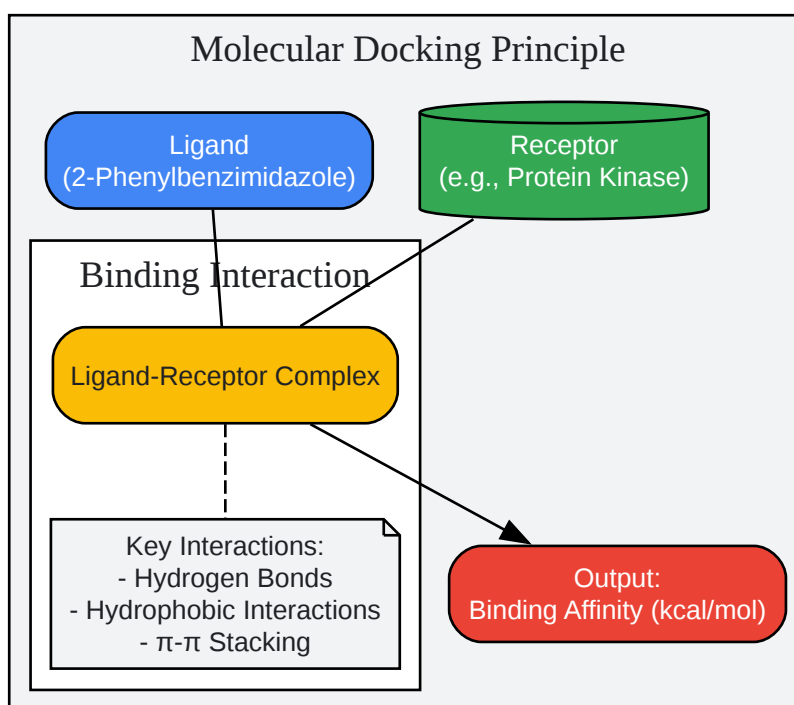 Molecular Docking Principle
Ligand
(2-Phenylbenzimidazole)
Receptor
(e.g., Protein Kinase)
Binding Interaction
Ligand-Receptor Complex
Key Interactions:
- Hydrogen Bonds
- Hydrophobic Interactions
- π-π Stacking
Output:
Binding Affinity (kcal/mol)